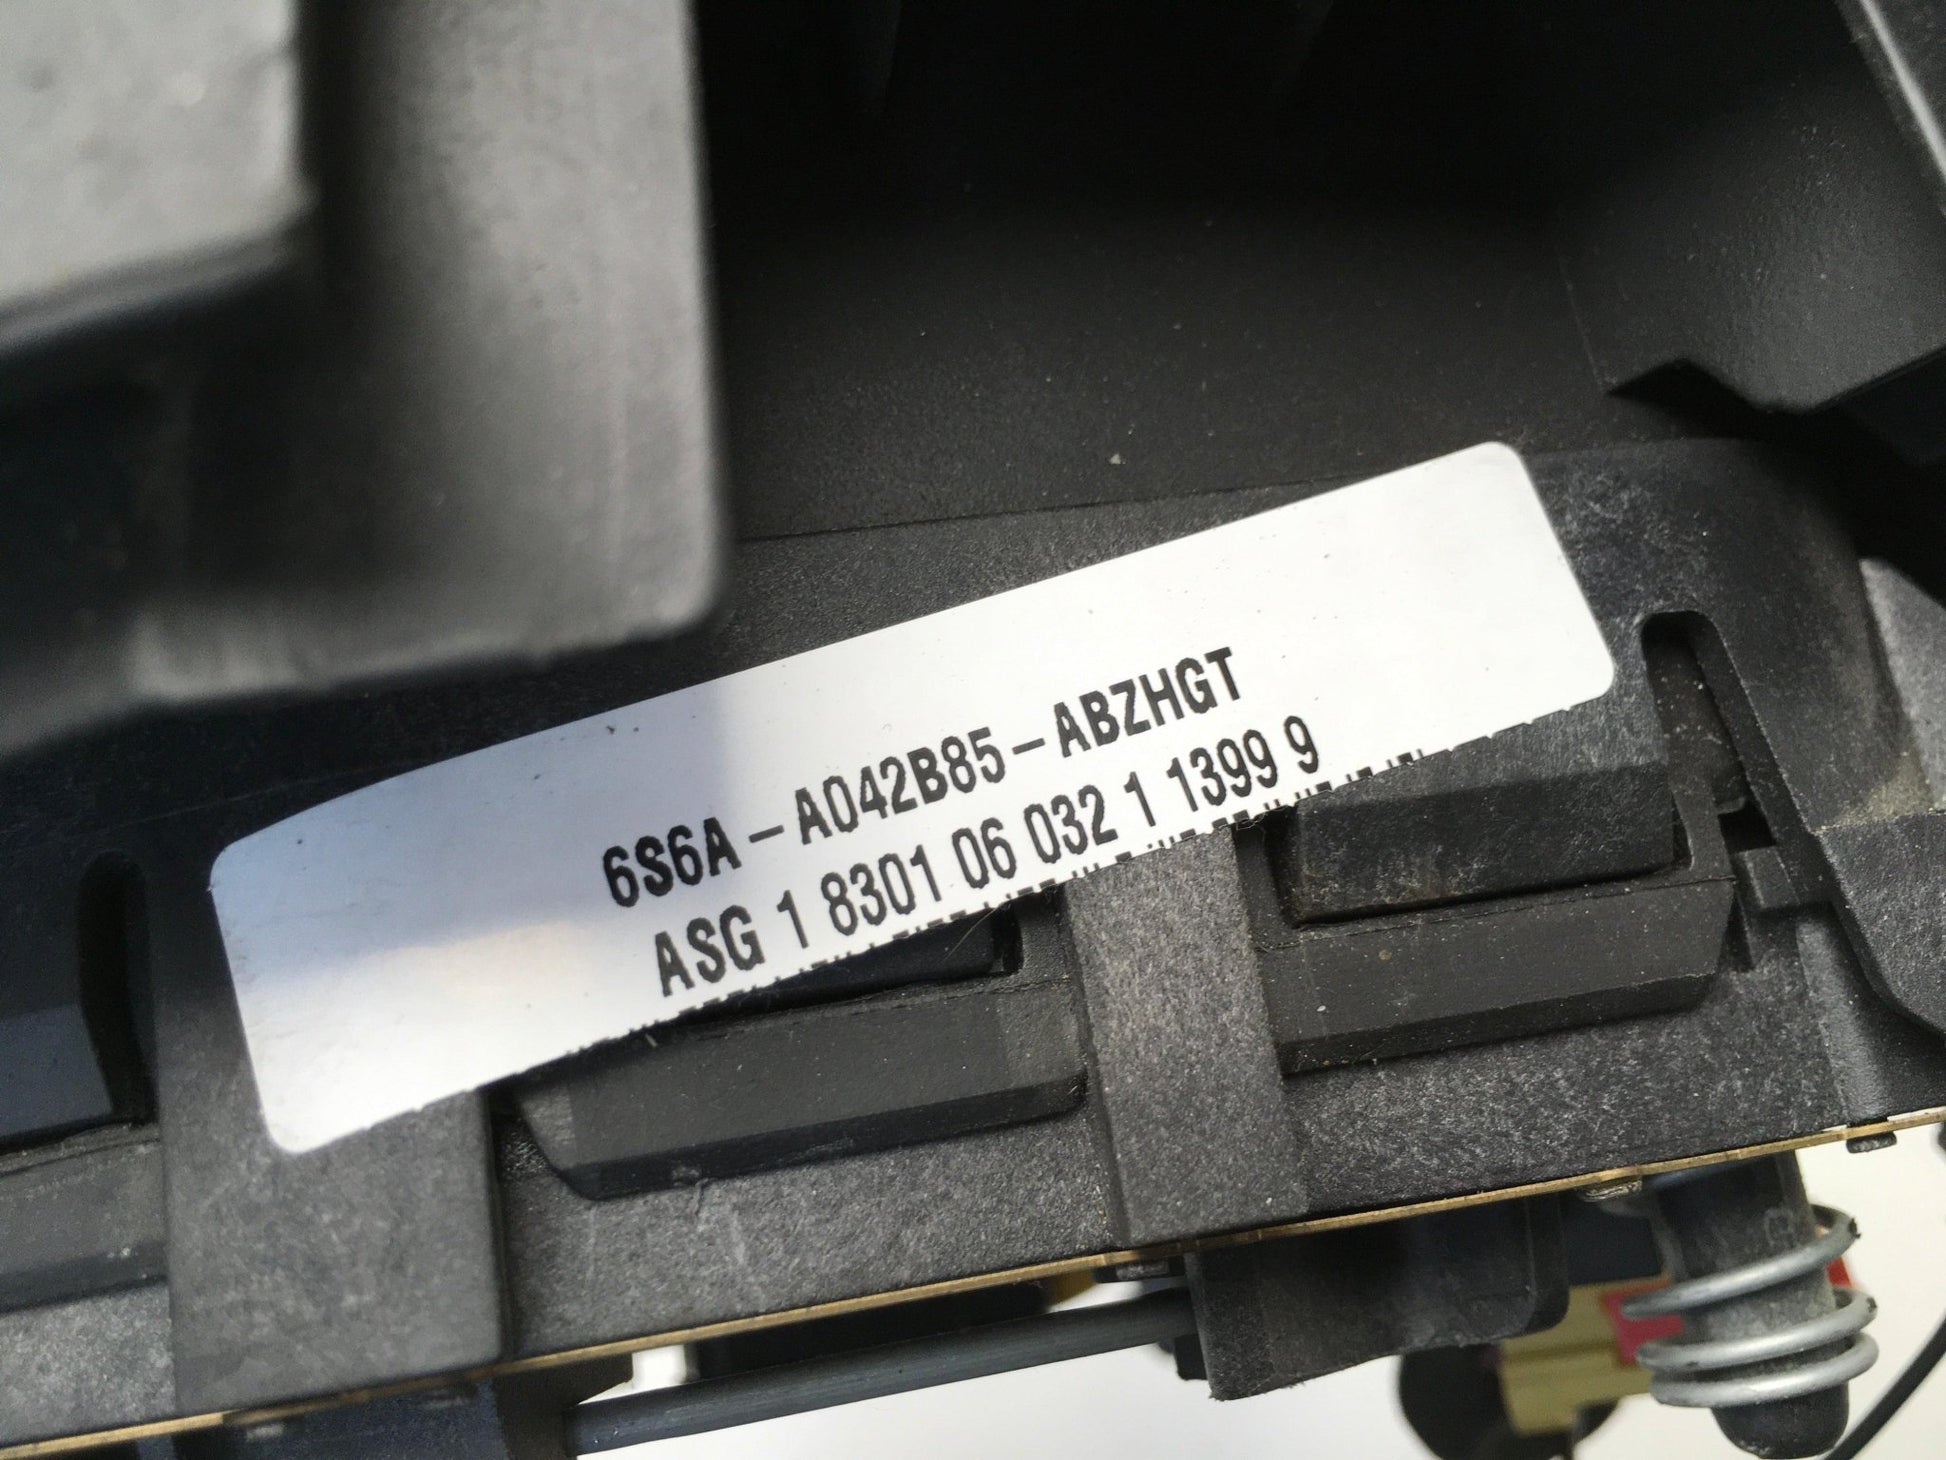 6S6A-A042B85-ABZHGT
ASG 1 8301 06 032 1 1399 9